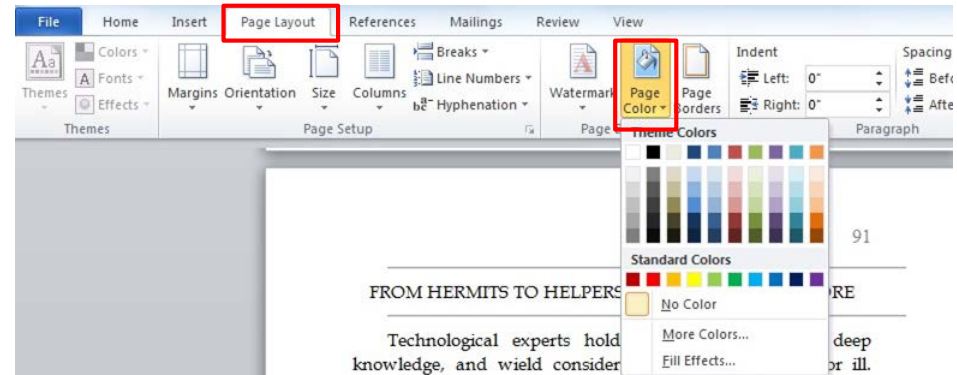 File Home Insert Page Layout References Mailings Review View
Colors Breaks Indent Spacing
Aa A Fonts Line Numbers Left: 0"
Themes Effects Margins Orientation Size Columns Hyphenation Watermark Page Color Page Borders Right: 0"
Themes Page Setup Page Paragraph
Theme Colors
91
Standard Colors
No Color
FROM HERMITS TO HELPERS RE
More Colors...
Technological experts hold deep
Fill Effects...
knowledge, and wield or ill.